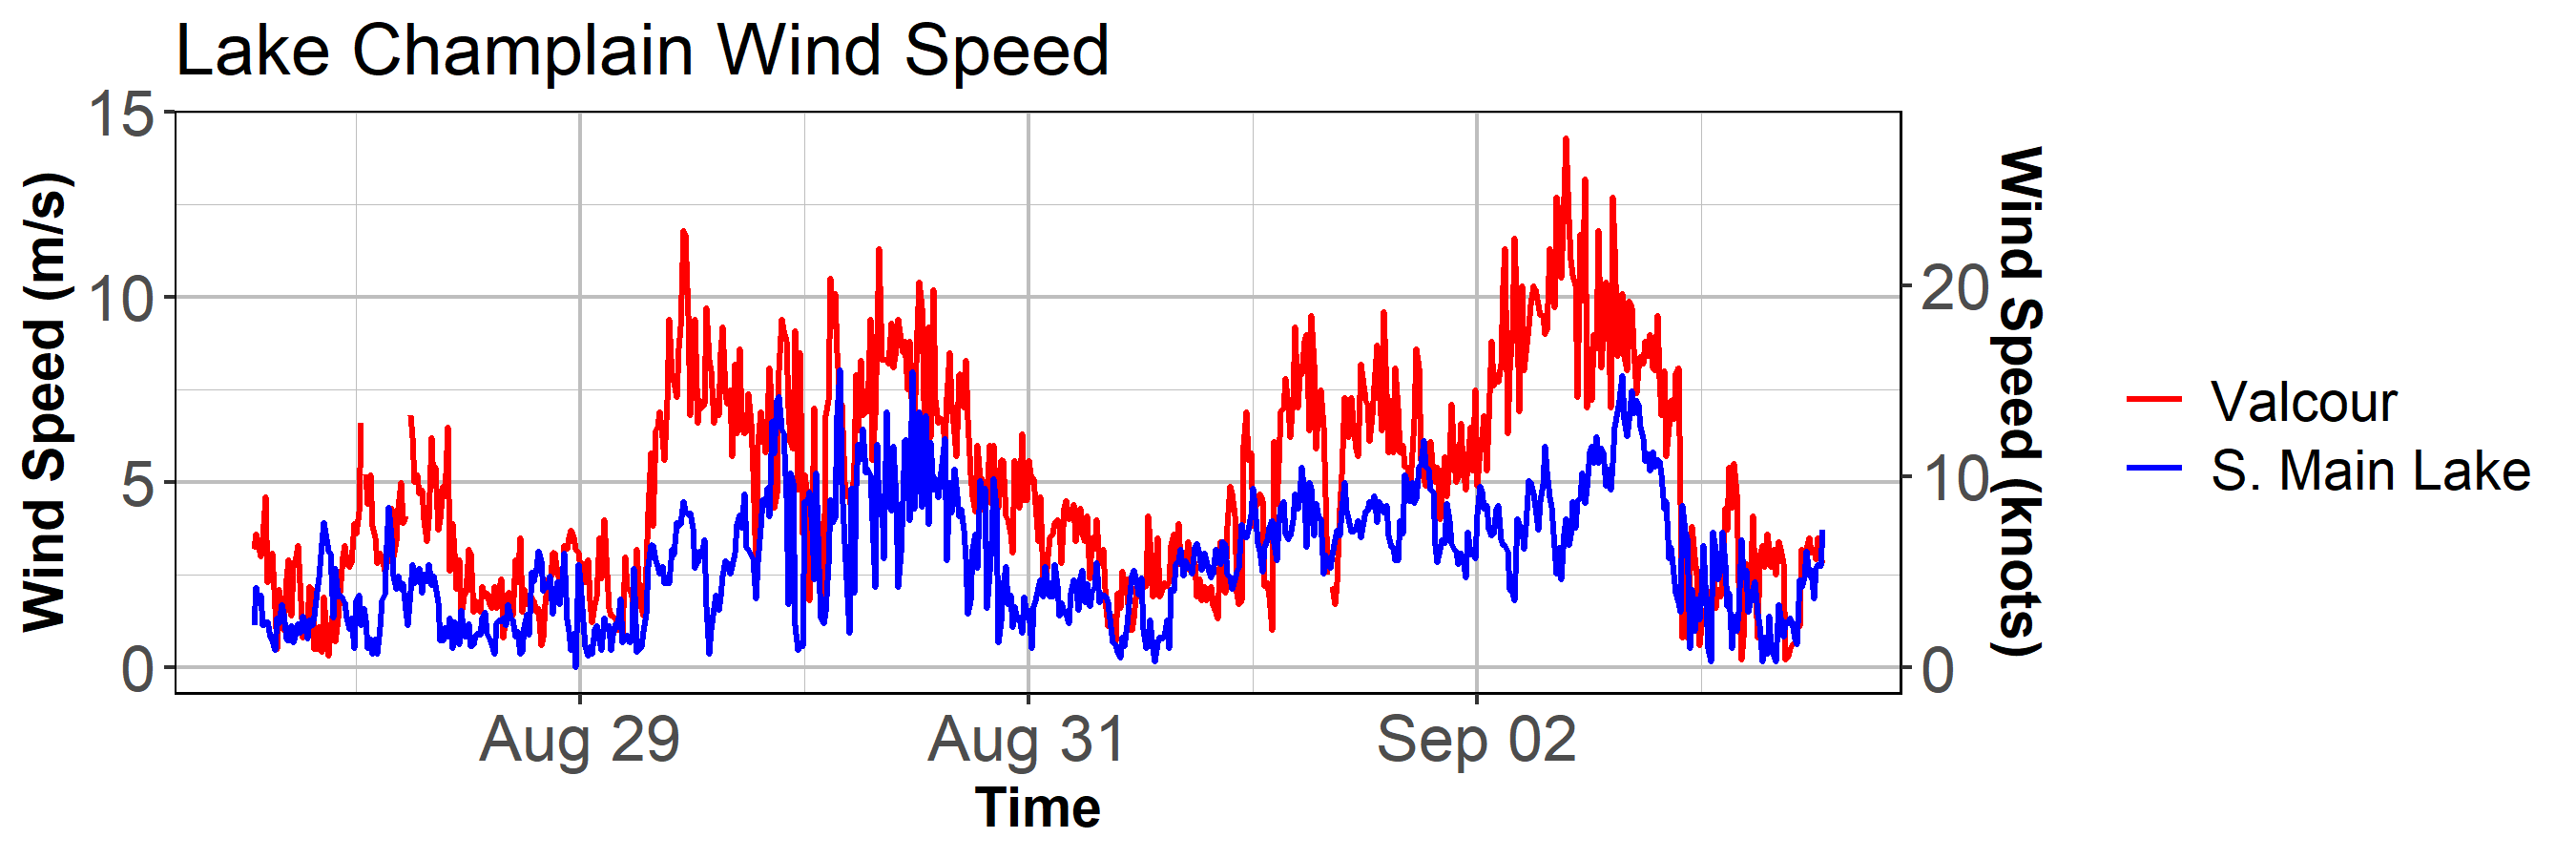 Lake Champlain Wind Speed
Wind Speed (m/s)
15
10
5
0
Wind Speed (knots)
20
10
0
Aug 29
Aug 31
Sep 02
Time
Valcour
S. Main Lake